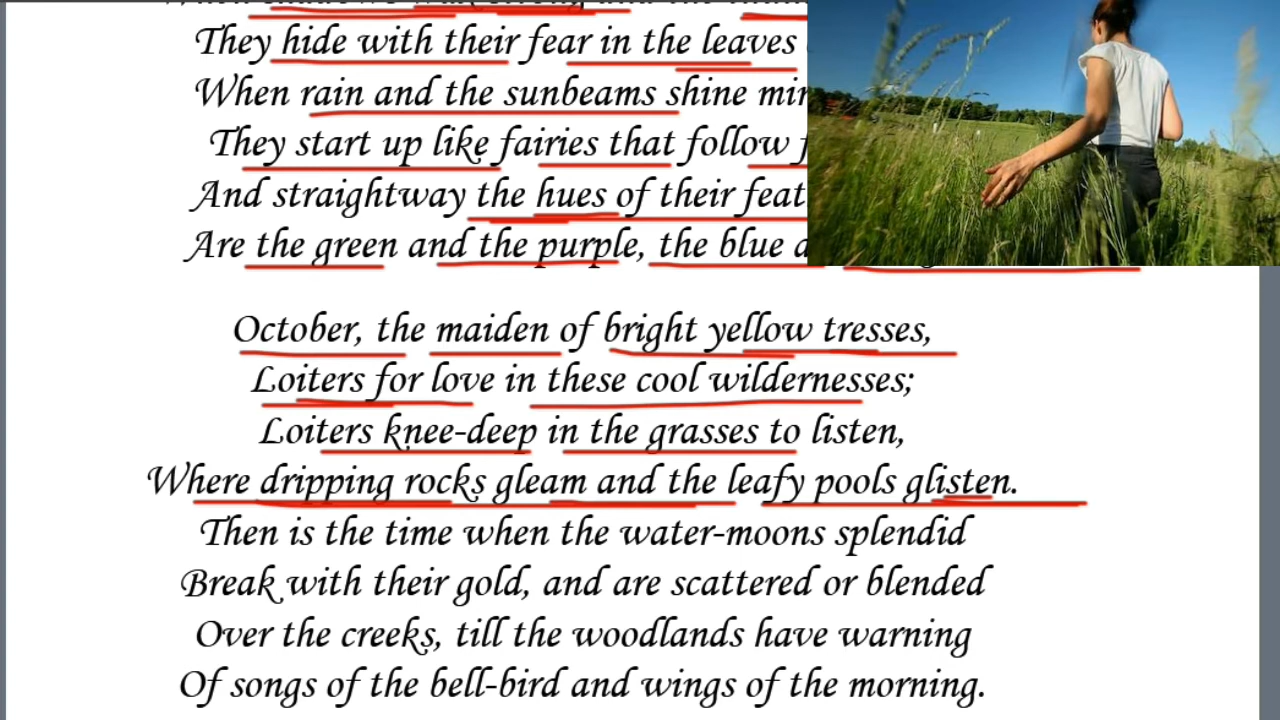 They hide with their fear in the leaves
When rain and the sunbeams shine
They start up like fairies that follow
And straightway the hues of their
Are the green and the purple, the blue
October, the maiden of bright yellow tresses,
Loiters for love in these cool wildernesses;
Loiters knee-deep in the grasses to listen,
Where dripping rocks gleam and the leafy pools glisten.
Then is the time when the water-moons splendid
Break with their gold, and are scattered or blended
Over the creeks, till the woodlands have warning
Of songs of the bell-bird and wings of the morning.